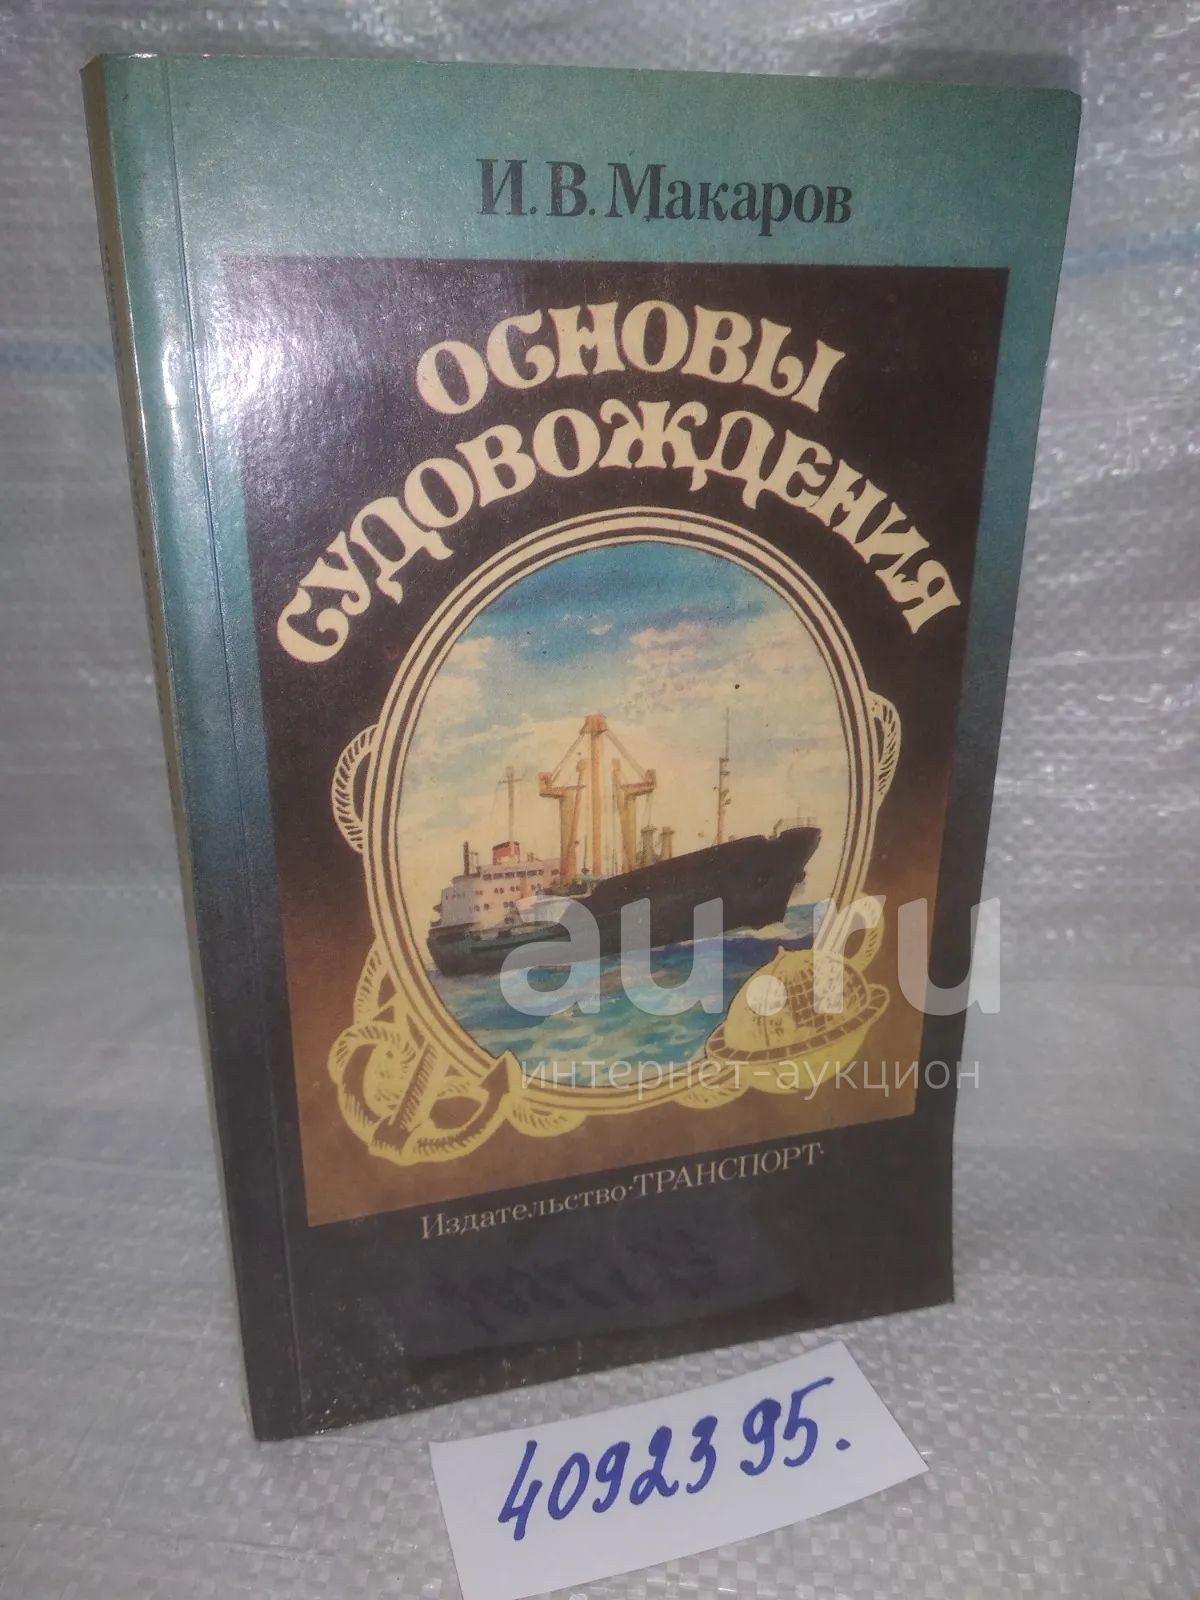 И. В. Макаров
ОСНОВЫ
СУДОВОЖДЕНИЯ
au.ru
интернет-аукцион
Издательство·ТРАНСПОРТ·
4092395.